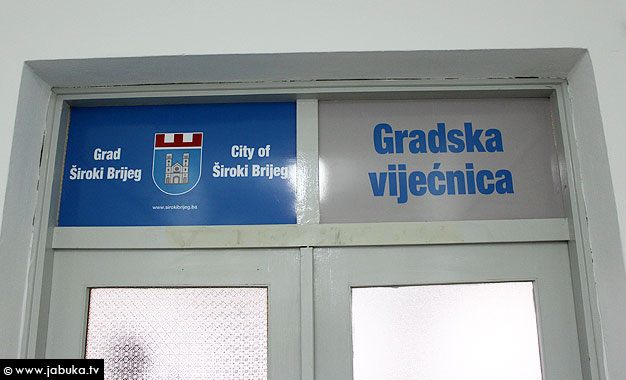 Grad
Široki Brijeg
City of
Široki Brijeg
www.sirokibrijeg.ba
Gradska
vijećnica
© www.jabuka.tv